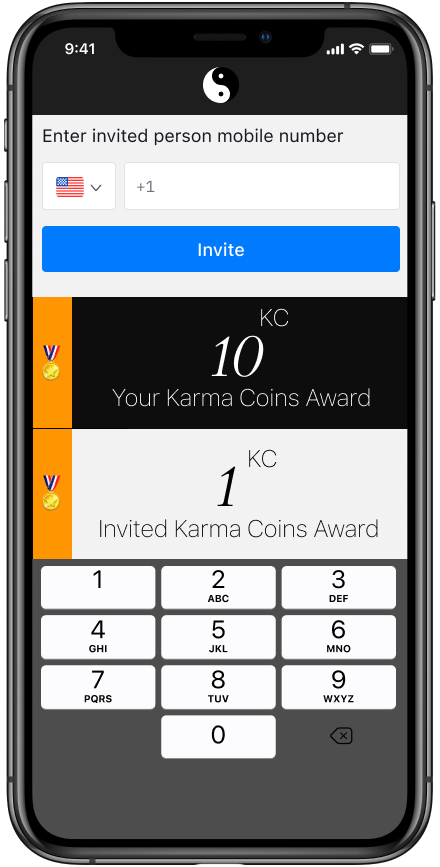 9:41
Enter invited person mobile number
+1
Invite
KC
10
Your Karma Coins Award
KC
1
Invited Karma Coins Award
1 2 3
ABC DEF
4 5 6
GHI JKL MNO
7 8 9
PQRS TUV WXYZ
0